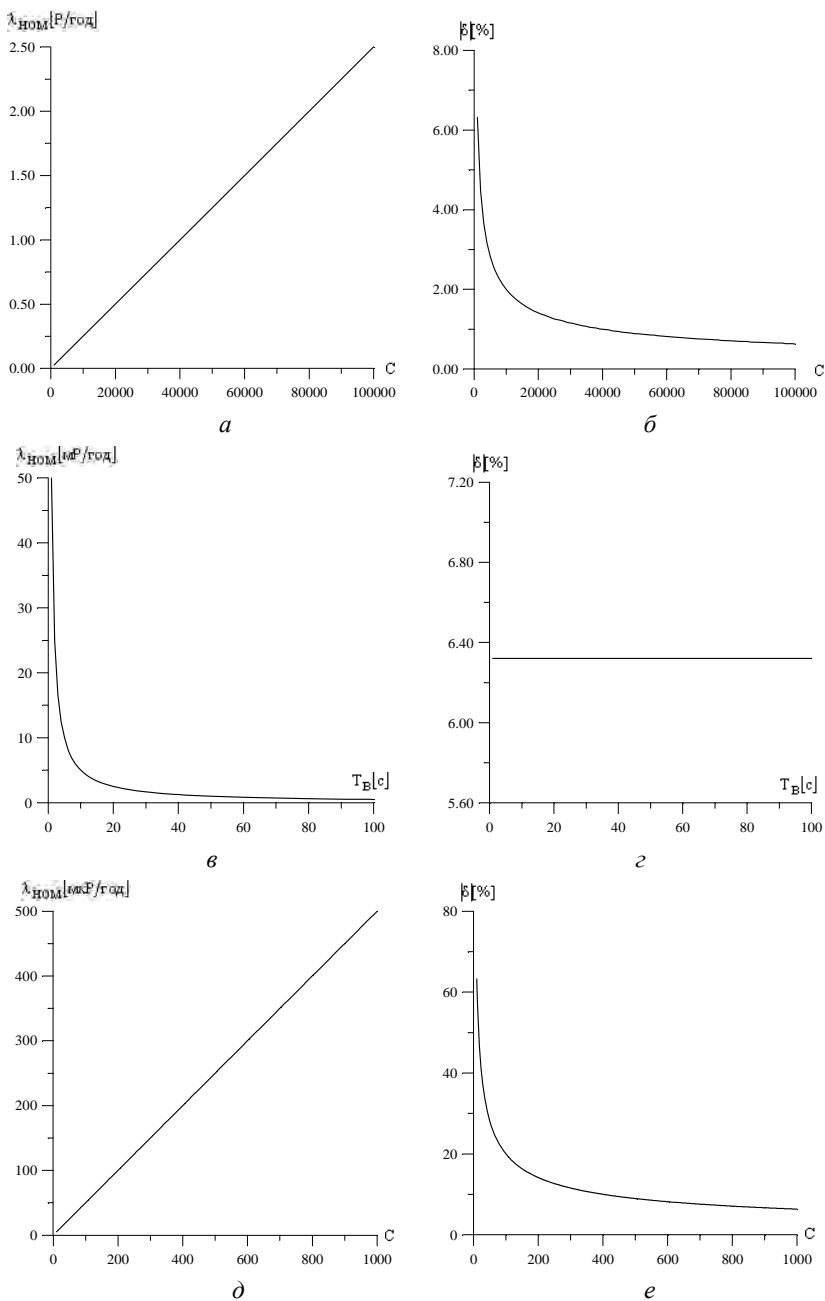 λНОМ[Р/год]
2.50
2.00
1.50
1.00
0.50
0.00
0 20000 40000 60000 80000 100000 C
а
|δ|[%]
8.00
6.00
4.00
2.00
0.00
0 20000 40000 60000 80000 100000 C
б
λНОМ[мР/год]
50
40
30
20
10
0
TВ[c]
0 20 40 60 80 100
в
|δ|[%]
7.20
6.80
6.40
6.00
5.60
TВ[c]
0 20 40 60 80 100
г
λНОМ[мкР/год]
500
400
300
200
100
0
0 200 400 600 800 1000 C
д
|δ|[%]
80
60
40
20
0
0 200 400 600 800 1000 C
е